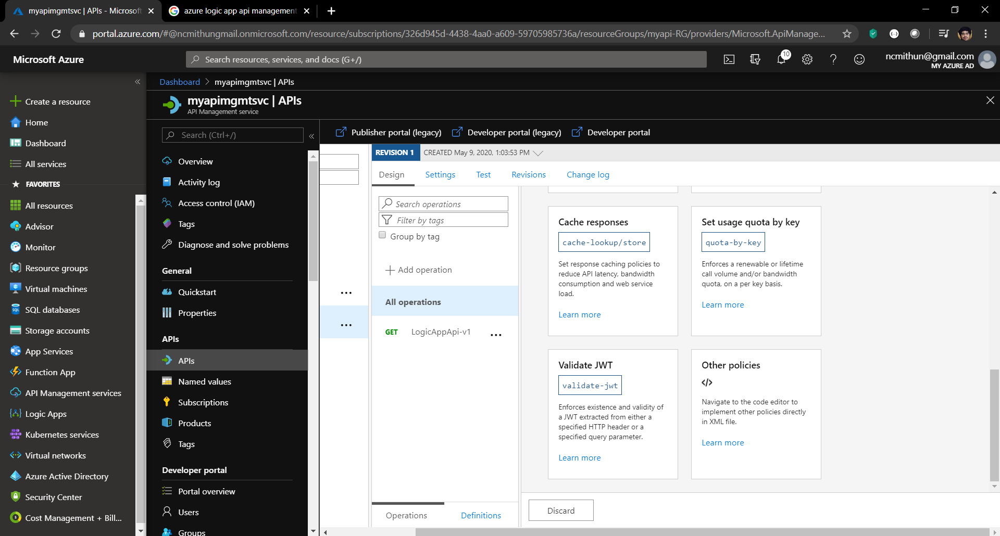 myapimgmtsvc | APIs - Microsoft
azure logic app api management
portal.azure.com/#@ncmithungmail.onmicrosoft.com/resource/subscriptions/326d945d-4438-4aa0-a609-59705985736a/resourceGroups/myapi-RG/providers/Microsoft.ApiManage...
Microsoft Azure
Search resources, services, and docs (G+/)
10
ncmithun@gmail.com
MY AZURE AD
Create a resource
Home
Dashboard
All services
FAVORITES
All resources
Advisor
Monitor
Resource groups
Virtual machines
SQL databases
Storage accounts
App Services
Function App
API Management services
Logic Apps
Kubernetes services
Virtual networks
Azure Active Directory
Security Center
Cost Management + Bill...
Dashboard > myapimgmtsvc | APIs
myapimgmtsvc | APIs
API Management service
Search (Ctrl+/)
Overview
Activity log
Access control (IAM)
Tags
Diagnose and solve problems
General
Quickstart
Properties
APIs
APIs
Named values
Subscriptions
Products
Tags
Developer portal
Portal overview
Users
Groups
Publisher portal (legacy)
Developer portal (legacy)
Developer portal
REVISION 1
CREATED May 9, 2020, 1:03:53 PM
Design
Settings
Test
Revisions
Change log
Search operations
Filter by tags
Group by tag
Add operation
All operations
GET LogicAppApi-v1
Operations
Definitions
Cache responses
cache-lookup/store
Set response caching policies to
reduce API latency, bandwidth
consumption and web service
load.
Learn more
Set usage quota by key
quota-by-key
Enforces a renewable or lifetime
call volume and/or bandwidth
quota, on a per key basis.
Learn more
Validate JWT
validate-jwt
Enforces existence and validity of
a JWT extracted from either a
specified HTTP header or a
specified query parameter.
Learn more
Other policies
</>
Navigate to the code editor to
implement other policies directly
in XML file.
Learn more
Discard